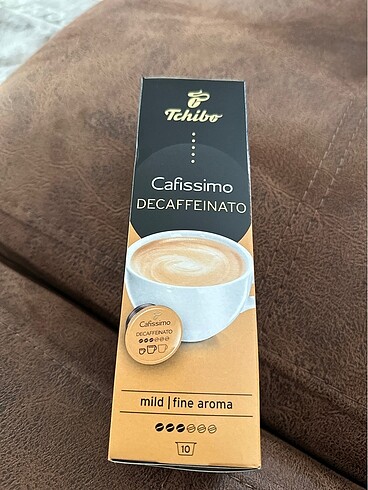 Tchibo
Cafissimo
DECAFFEINATO
Cafissimo
DECAFFEINATO
mild | fine aroma
10